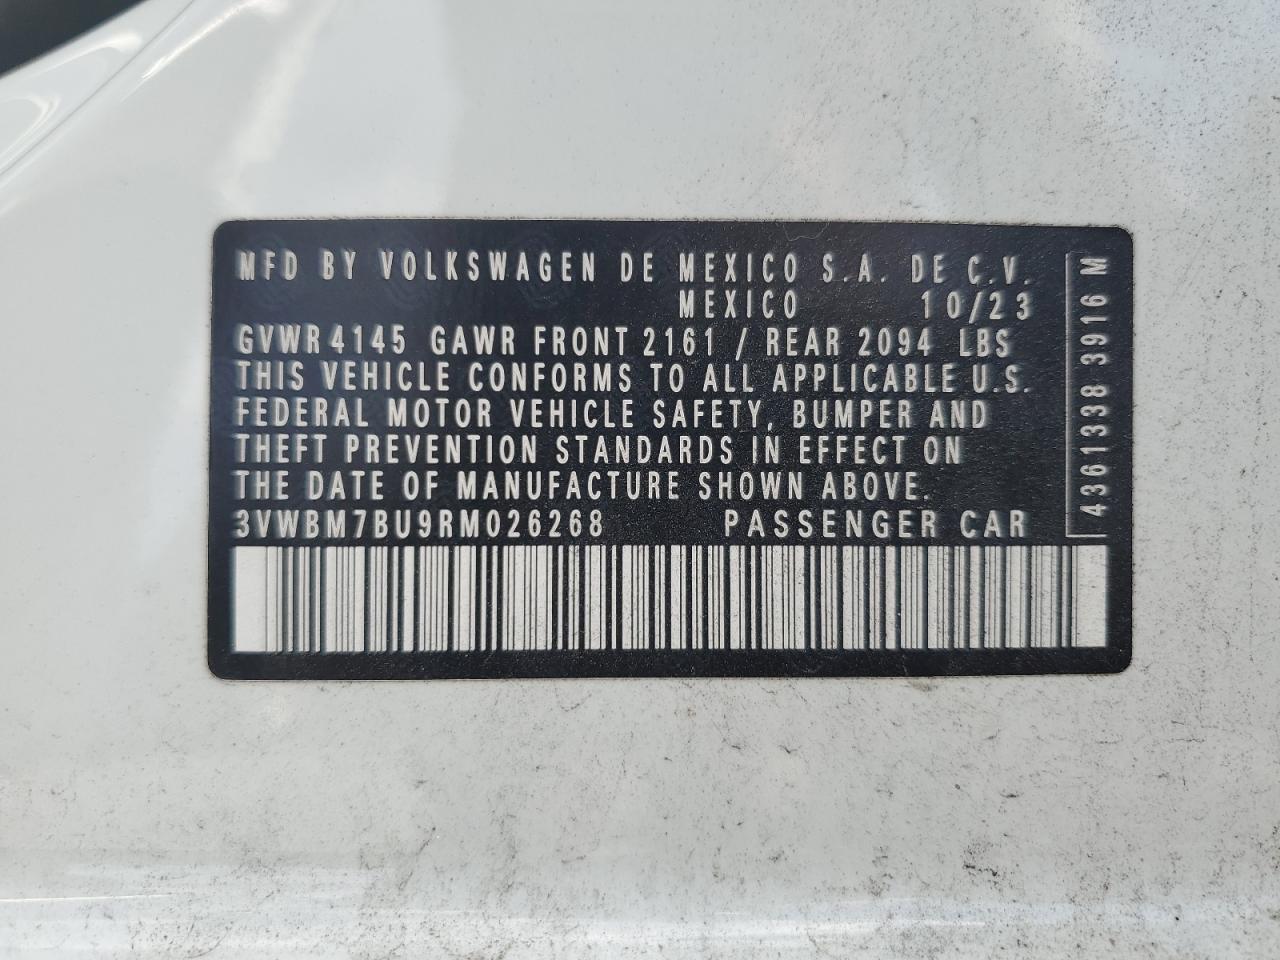 MFD BY VOLKSWAGEN DE MEXICO S.A. DE C.V.
MEXICO 10/23
GVWR 4145 GAWR FRONT 2161 / REAR 2094 LBS
THIS VEHICLE CONFORMS TO ALL APPLICABLE U.S.
FEDERAL MOTOR VEHICLE SAFETY, BUMPER AND
THEFT PREVENTION STANDARDS IN EFFECT ON
THE DATE OF MANUFACTURE SHOWN ABOVE.
3VWBM7BU9RM026268 PASSENGER CAR
4361338 3916 M